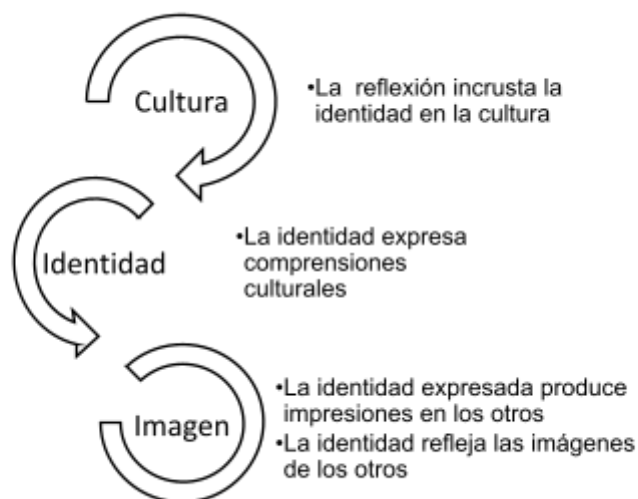 Cultura
•La reflexión incrusta la
identidad en la cultura
Identidad
•La identidad expresa
comprensiones
culturales
Imagen
•La identidad expresada produce
impresiones en los otros
•La identidad refleja las imágenes
de los otros